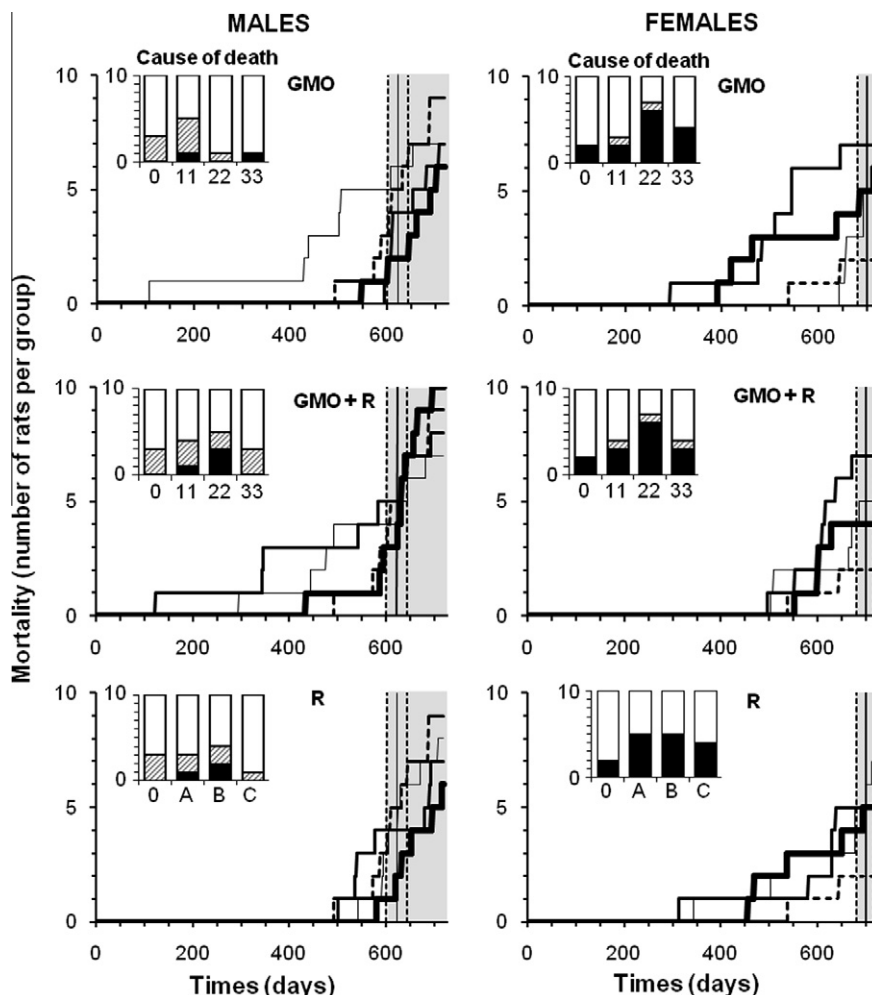 MALES
FEMALES
Mortality (number of rats per group)
Cause of death
GMO
10
5
0
10
0
0 11 22 33
0 200 400 600
Cause of death
GMO
10
5
0
10
0
0 11 22 33
0 200 400 600
GMO + R
10
5
0
10
0
0 11 22 33
0 200 400 600
GMO + R
10
5
0
10
0
0 11 22 33
0 200 400 600
R
10
5
0
10
0
0 A B C
0 200 400 600
Times (days)
R
10
5
0
10
0
0 A B C
0 200 400 600
Times (days)